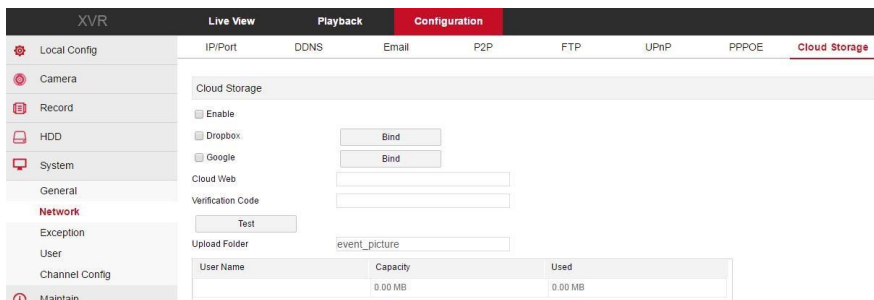 XVR Live View Playback Configuration
Local Config IP/Port DDNS Email P2P FTP UPnP PPPOE Cloud Storage
Camera
Cloud Storage
Record
Enable
HDD
Dropbox Bind
System
Google Bind
Cloud Web
General
Verification Code
Network
Test
Exception
Upload Folder event_picture
User
User Name Capacity Used
Channel Config
0.00 MB 0.00 MB
Maintain